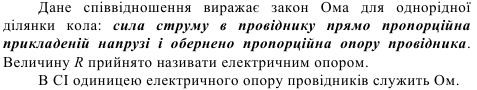 Дане співвідношення виражає закон Ома для однорідної
ділянки кола: сила струму в провіднику прямо пропорційна
прикладеній напрузі і обернено пропорційна опору провідника.
Величину R прийнято називати електричним опором.
В СІ одиницею електричного опору провідників служить Ом.